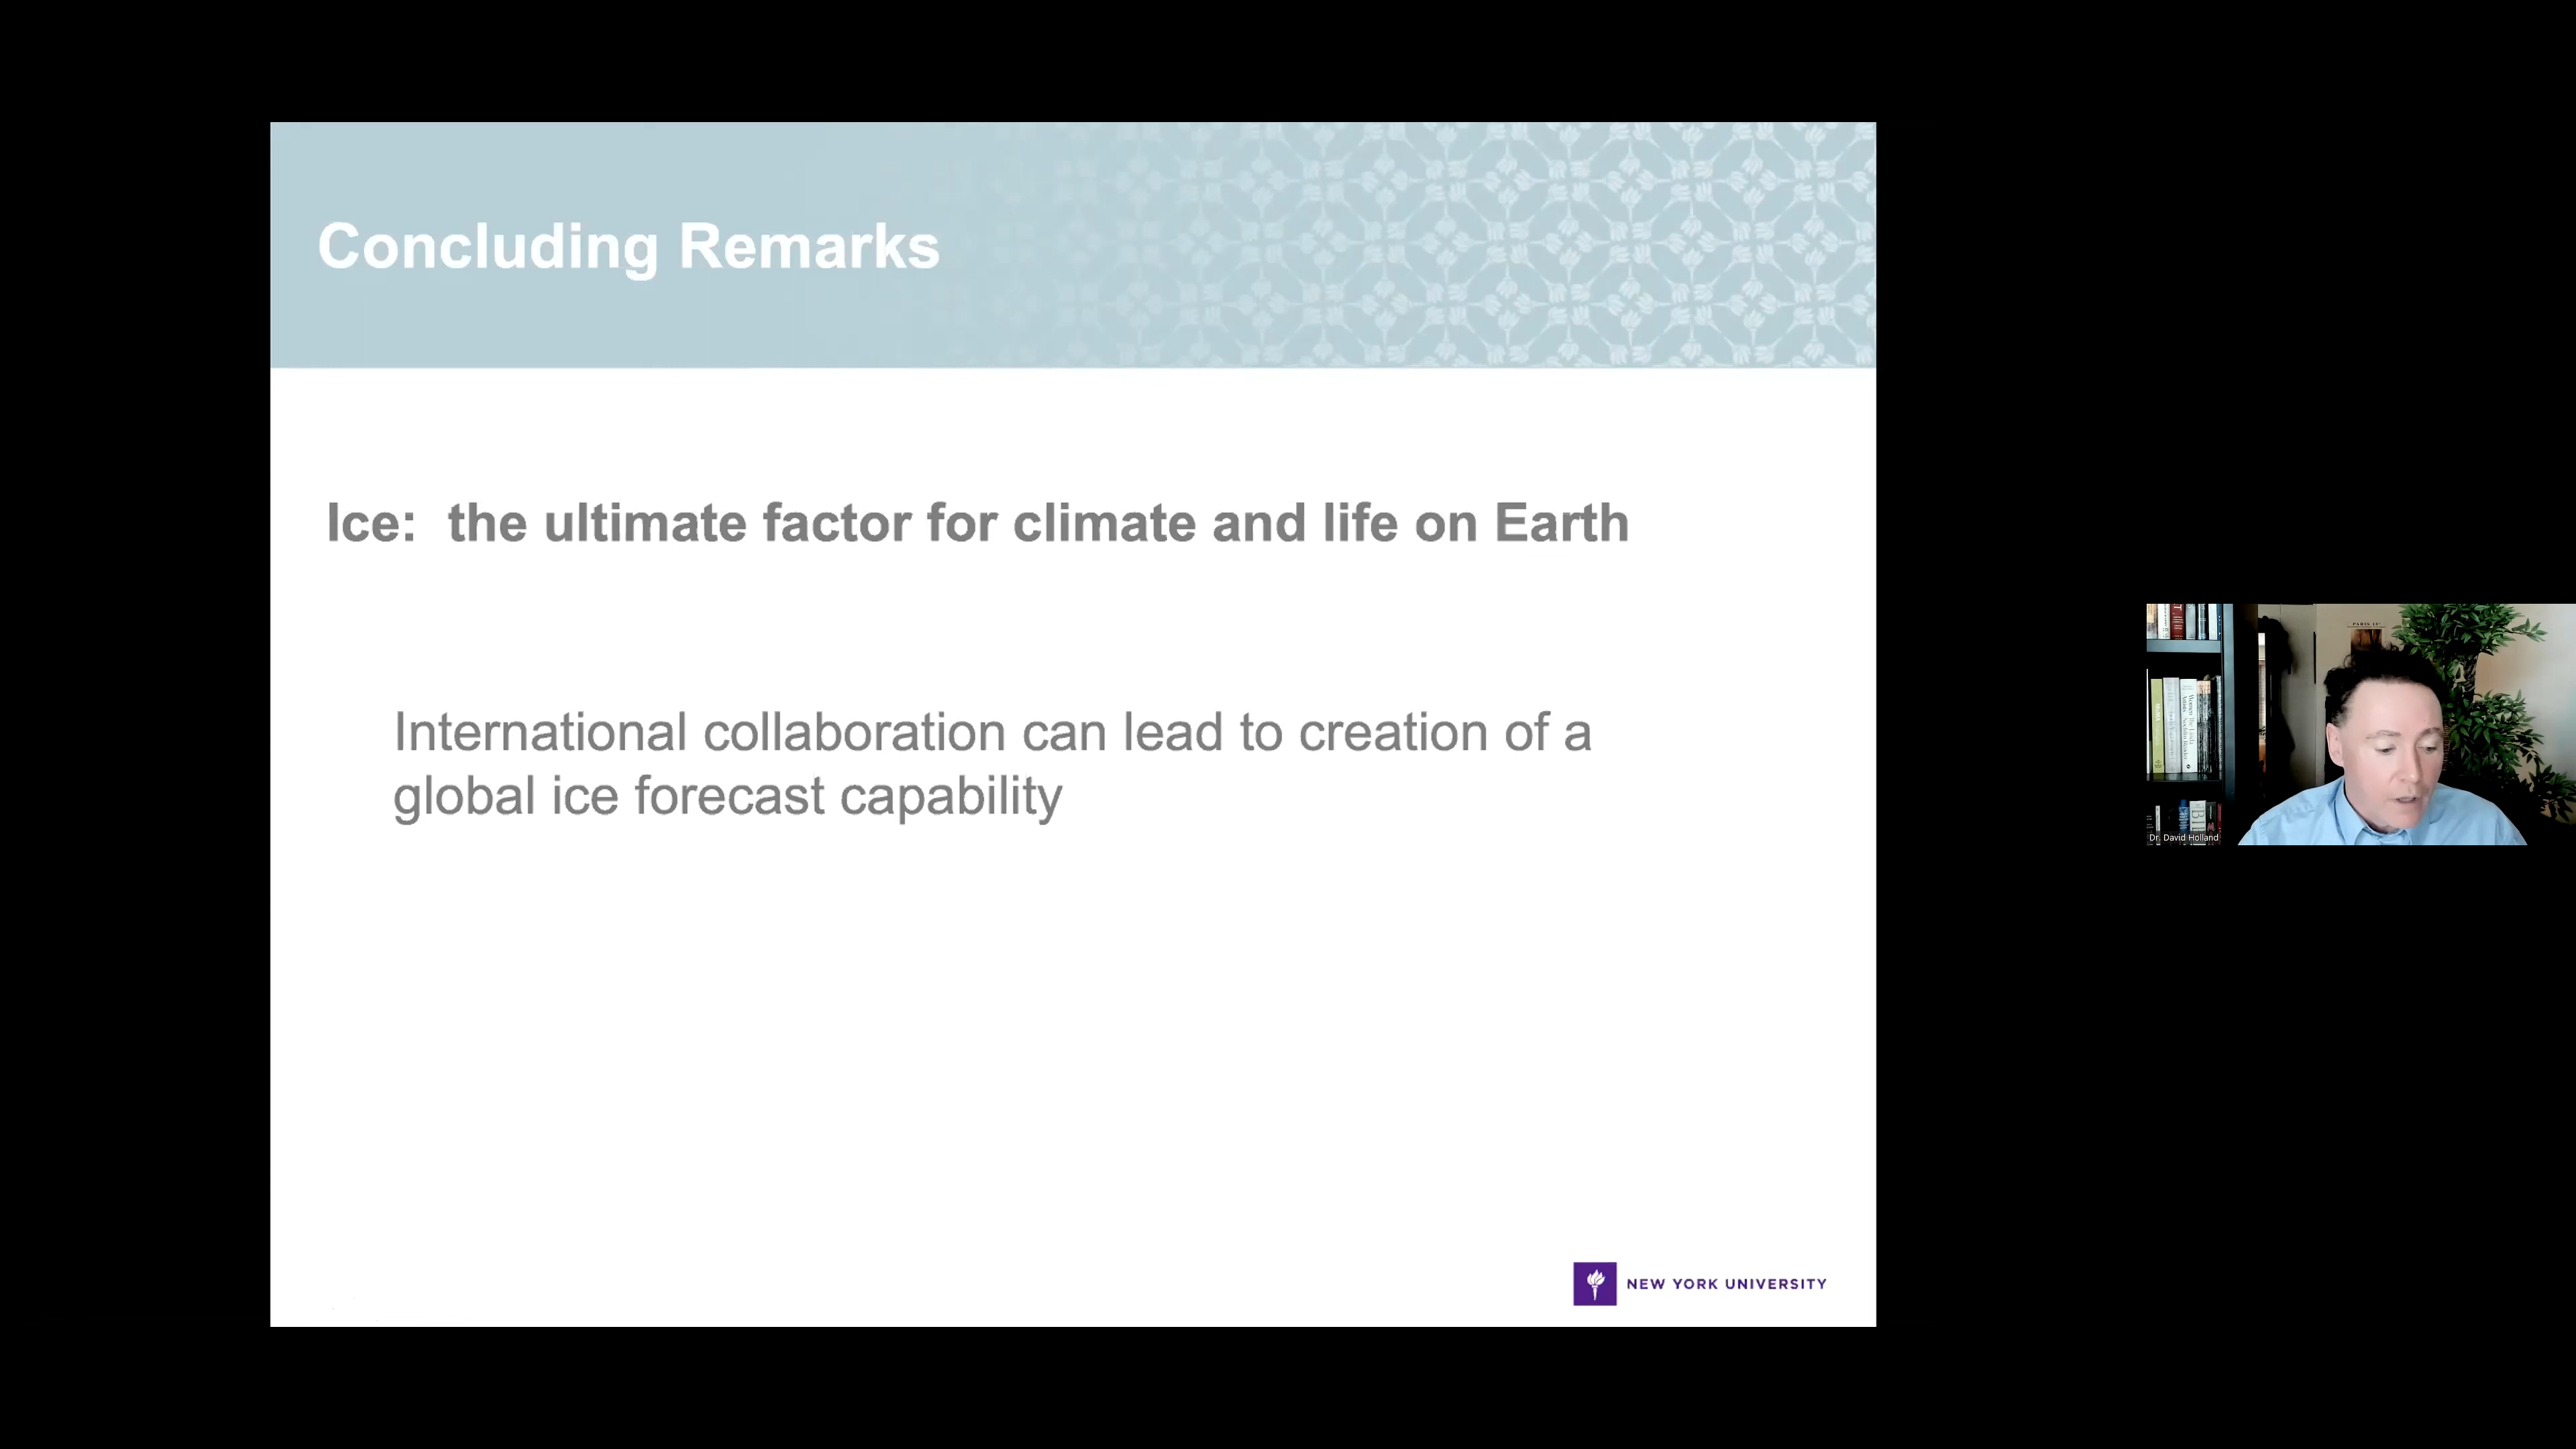 Concluding Remarks
Ice: the ultimate factor for climate and life on Earth
International collaboration can lead to creation of a
global ice forecast capability
NEW YORK UNIVERSITY
Dr. David Holland